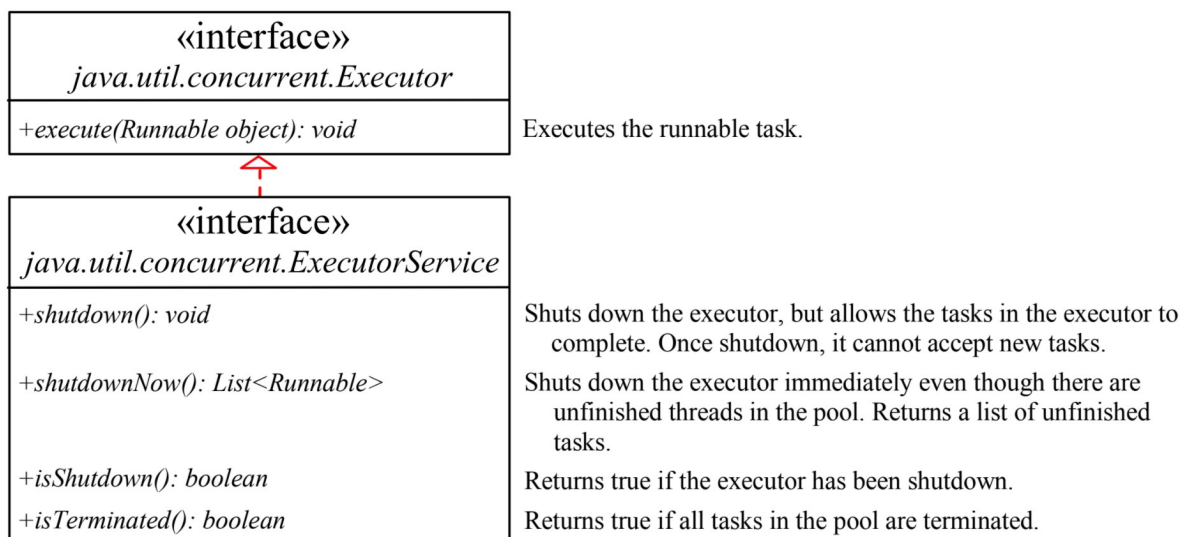 «interface»
java.util.concurrent.Executor
+execute(Runnable object): void
Executes the runnable task.
«interface»
java.util.concurrent.ExecutorService
+shutdown(): void
Shuts down the executor, but allows the tasks in the executor to
complete. Once shutdown, it cannot accept new tasks.
+shutdownNow(): List<Runnable>
Shuts down the executor immediately even though there are
unfinished threads in the pool. Returns a list of unfinished
tasks.
+isShutdown(): boolean
Returns true if the executor has been shutdown.
+isTerminated(): boolean
Returns true if all tasks in the pool are terminated.